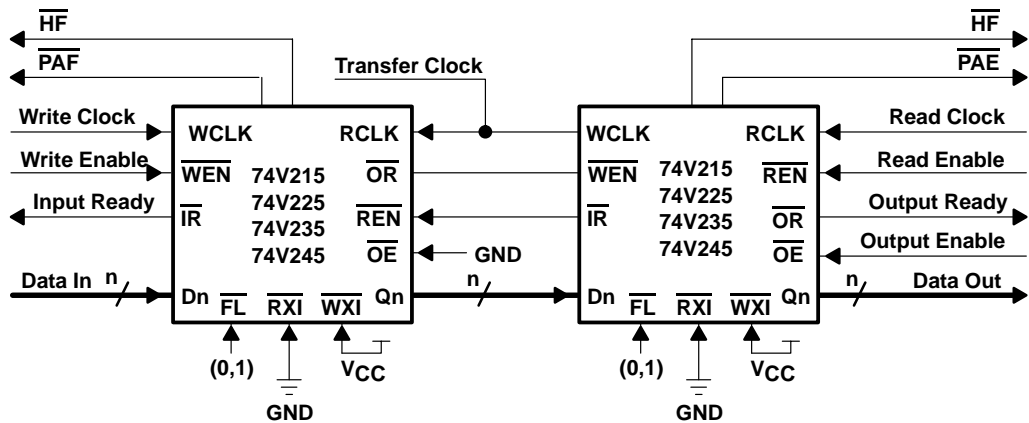 HF
HF
PAF
Transfer Clock
PAE
Write Clock
WCLK
RCLK
WCLK
RCLK
Read Clock
Write Enable
WEN
74V215
OR
WEN
74V215
REN
Read Enable
Input Ready
IR
74V225
74V235
REN
IR
74V225
74V235
OR
Output Ready
74V245
OE
GND
74V245
OE
Output Enable
Data In
n
Dn
Qn
n
Dn
Qn
n
Data Out
FL
RXI
WXI
FL
RXI
WXI
(0,1)
VCC
(0,1)
VCC
GND
GND